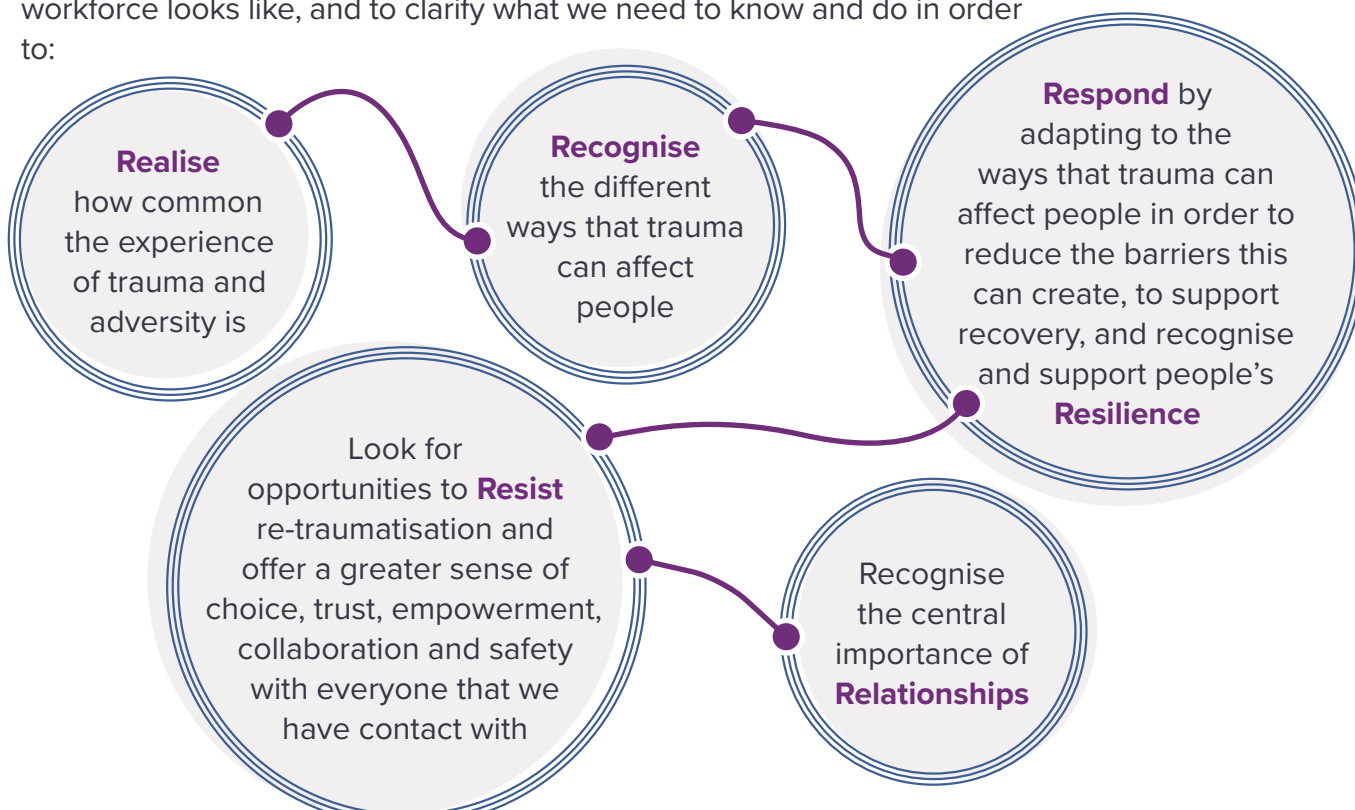 workforce looks like, and to clarify what we need to know and do in order
to:
Realise
how common
the experience
of trauma and
adversity is
Recognise
the different
ways that trauma
can affect
people
Respond by
adapting to the
ways that trauma can
affect people in order to
reduce the barriers this
can create, to support
recovery, and recognise
and support people’s
Resilience
Look for
opportunities to Resist
re-traumatisation and
offer a greater sense of
choice, trust, empowerment,
collaboration and safety
with everyone that we
have contact with
Recognise
the central
importance of
Relationships